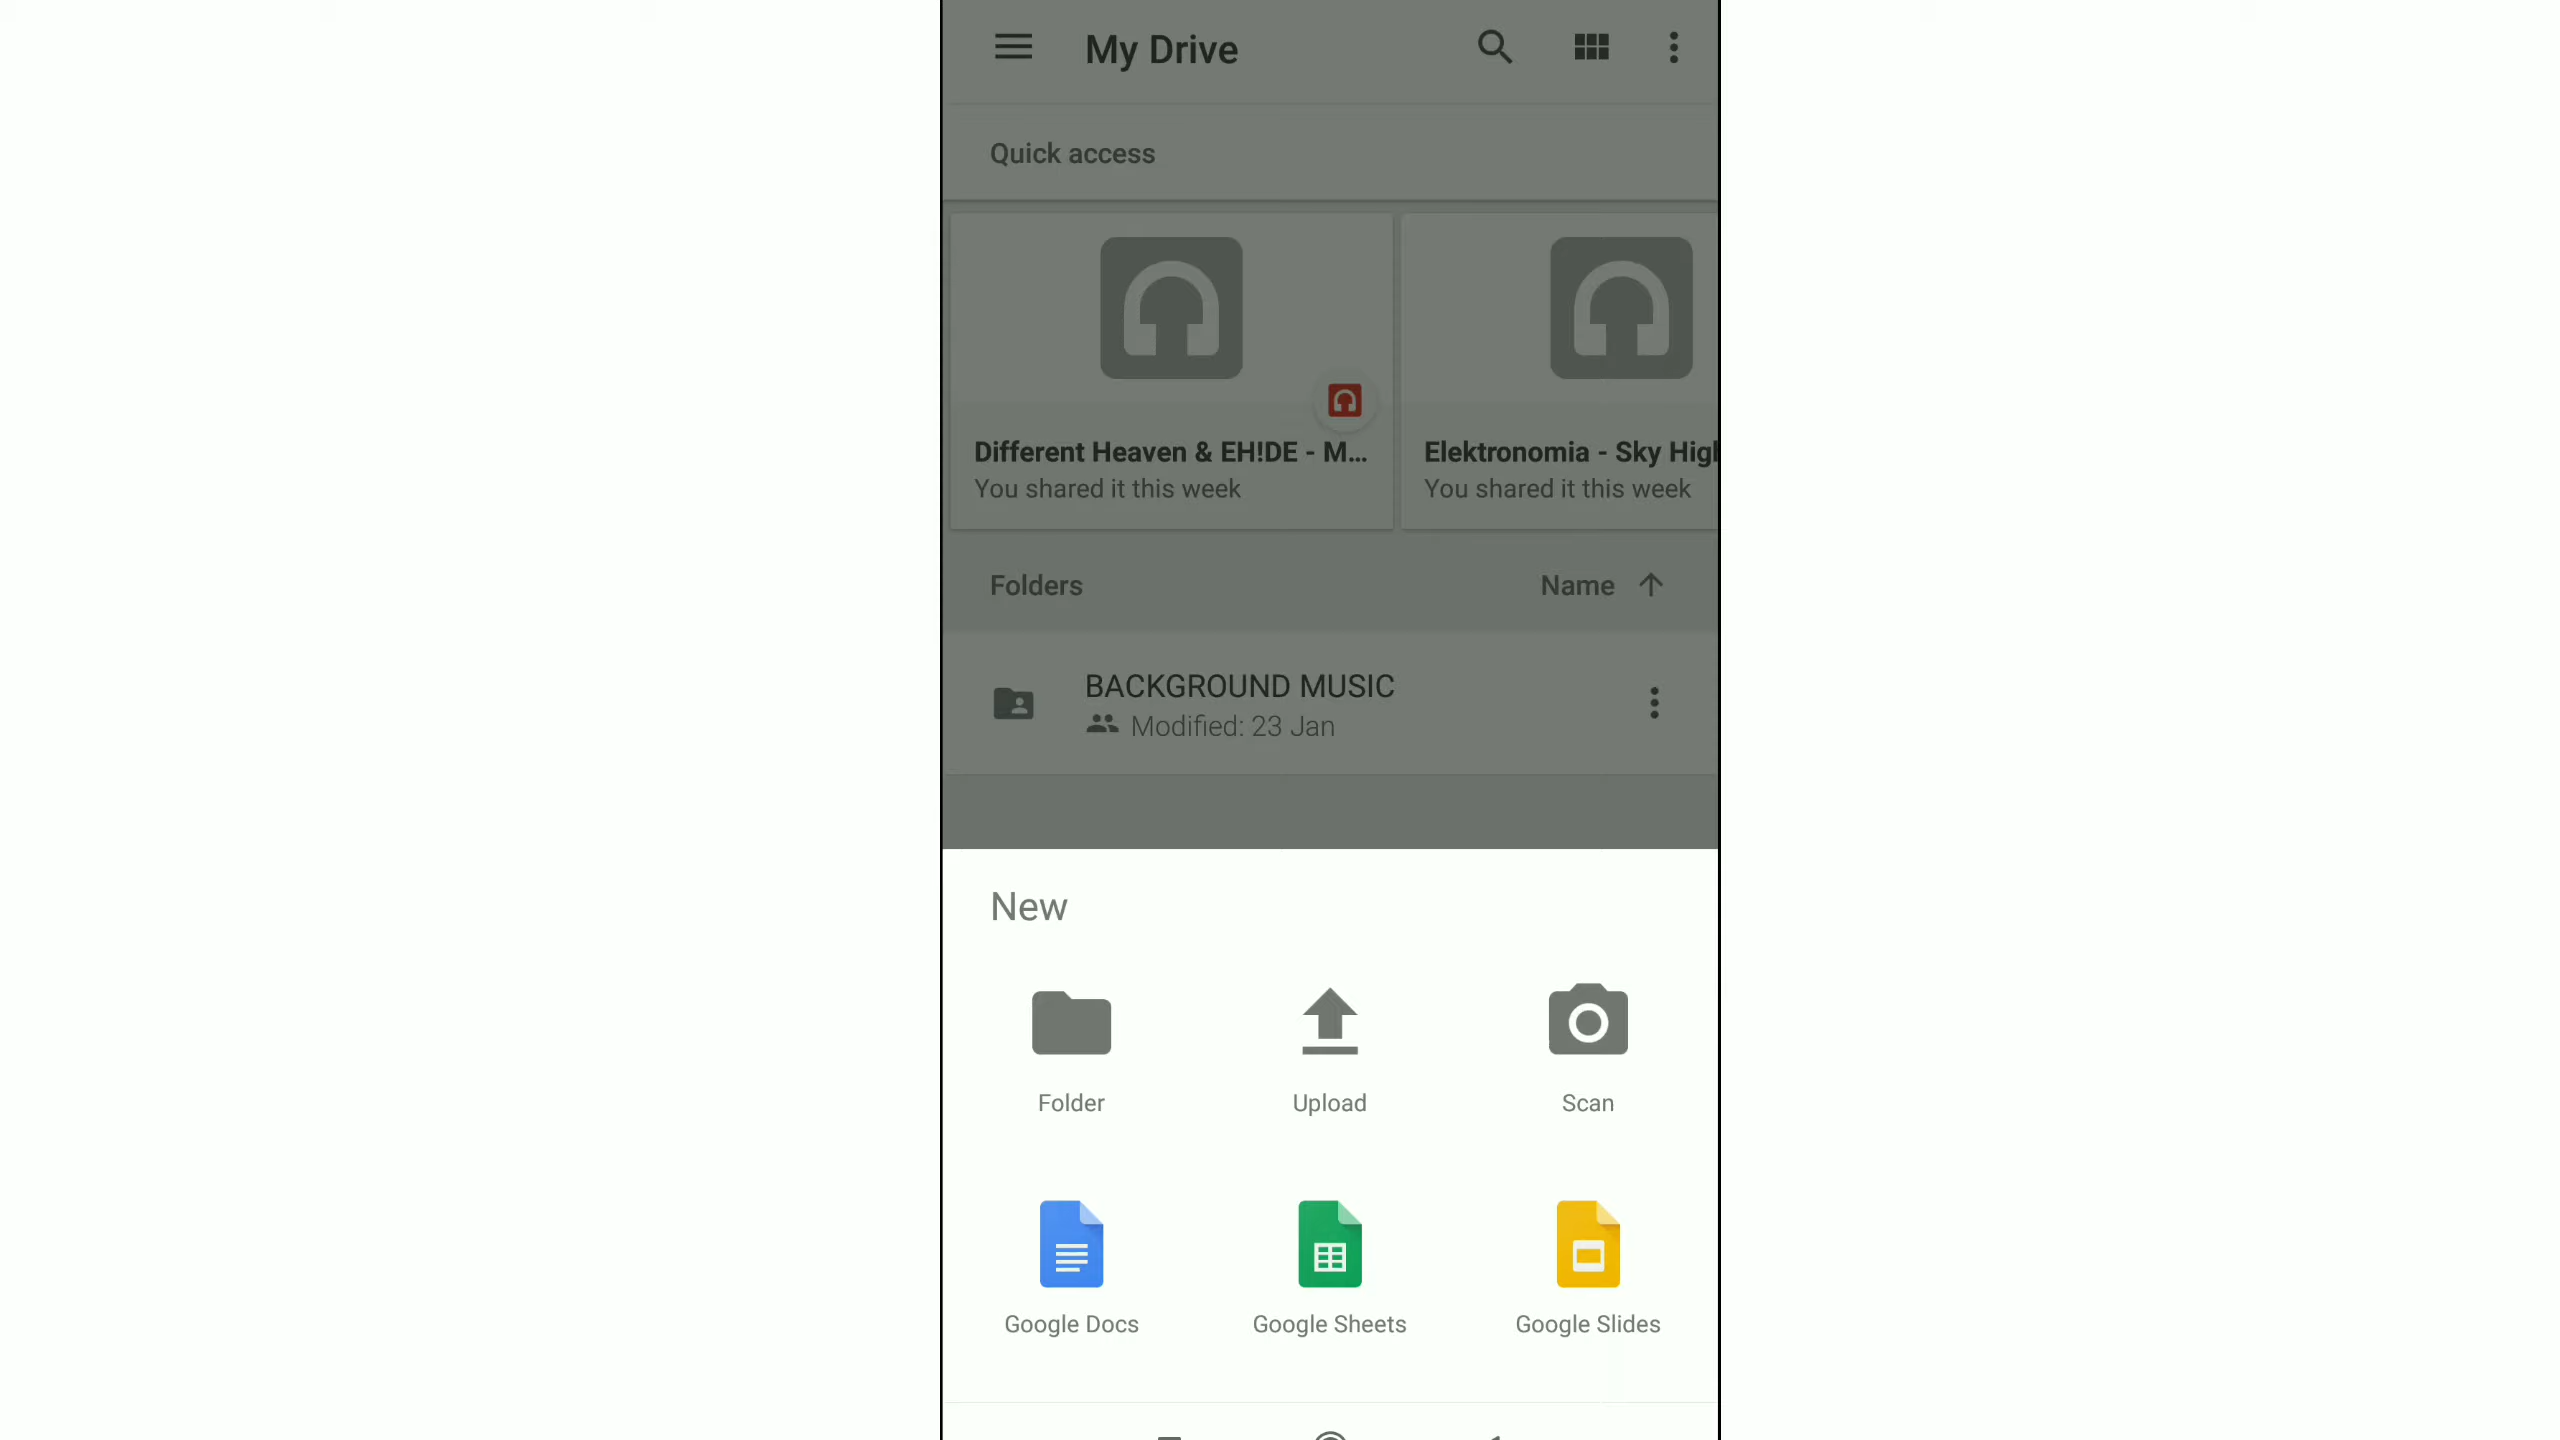 My Drive
Quick access
Different Heaven & EH!DE - M...
You shared it this week
Elektronomia - Sky High
You shared it this week
Folders
Name
BACKGROUND MUSIC
Modified: 23 Jan
New
Folder
Upload
Scan
Google Docs
Google Sheets
Google Slides